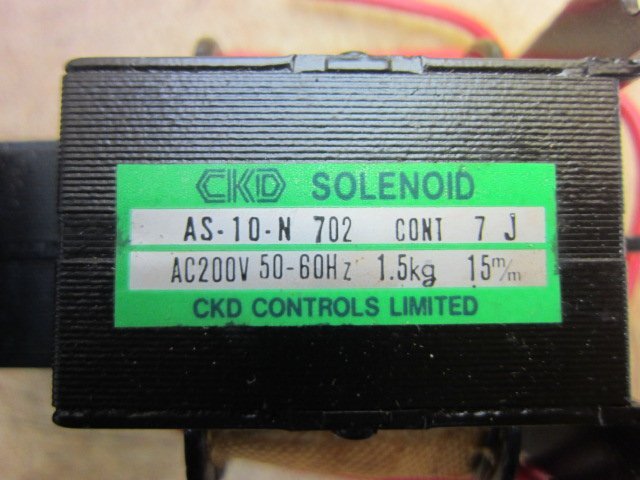 CKD SOLENOID
AS-10-N 702 CONT 7 J
AC200V 50-60Hz 1.5kg 15m/m
CKD CONTROLS LIMITED